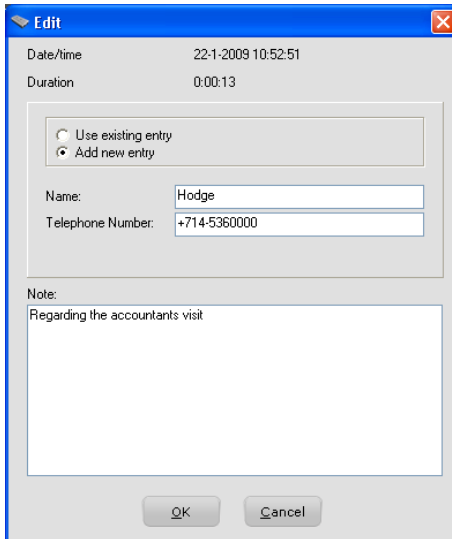 Edit
Date/time 22-1-2009 10:52:51
Duration 0:00:13
Use existing entry
Add new entry
Name: Hodge
Telephone Number: +714-5360000
Note:
Regarding the accountants visit
OK Cancel